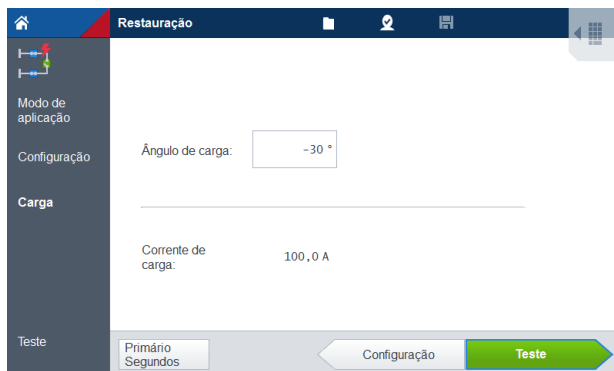 Restauração
Modo de
aplicação
Configuração
Carga
Teste
Ângulo de carga:
-30 °
Corrente de
carga:
100,0 A
Primário
Segundos
Configuração
Teste